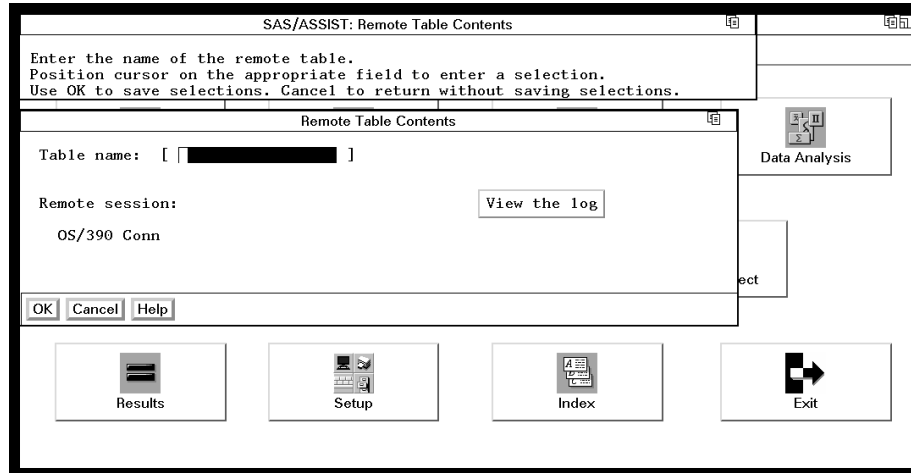 SAS/ASSIST: Remote Table Contents
Enter the name of the remote table.
Position cursor on the appropriate field to enter a selection.
Use OK to save selections. Cancel to return without saving selections.
Remote Table Contents
Table name: [ ]
Remote session:
View the log
OS/390 Conn
OK Cancel Help
Data Analysis
ect
Results
Setup
Index
Exit